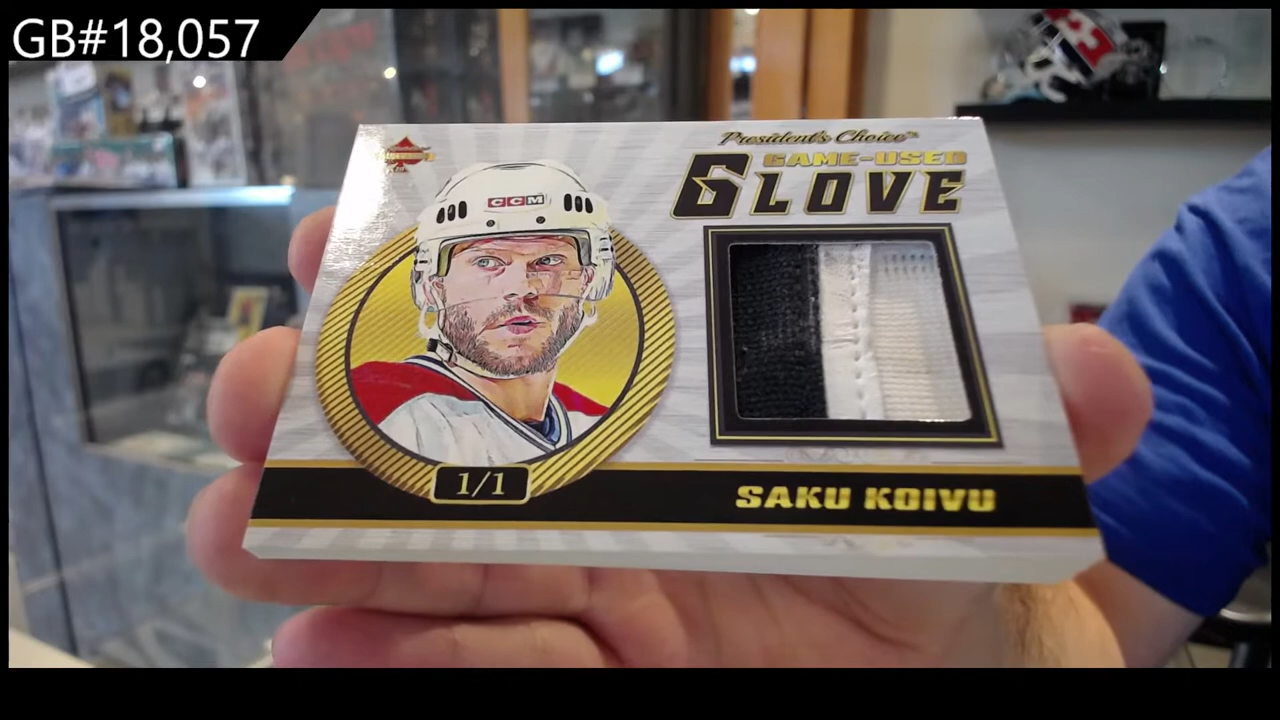 GB#18,057
President's Choice™
GAME-USED
GLOVE
CCM
1/1
SAKU KOIVU